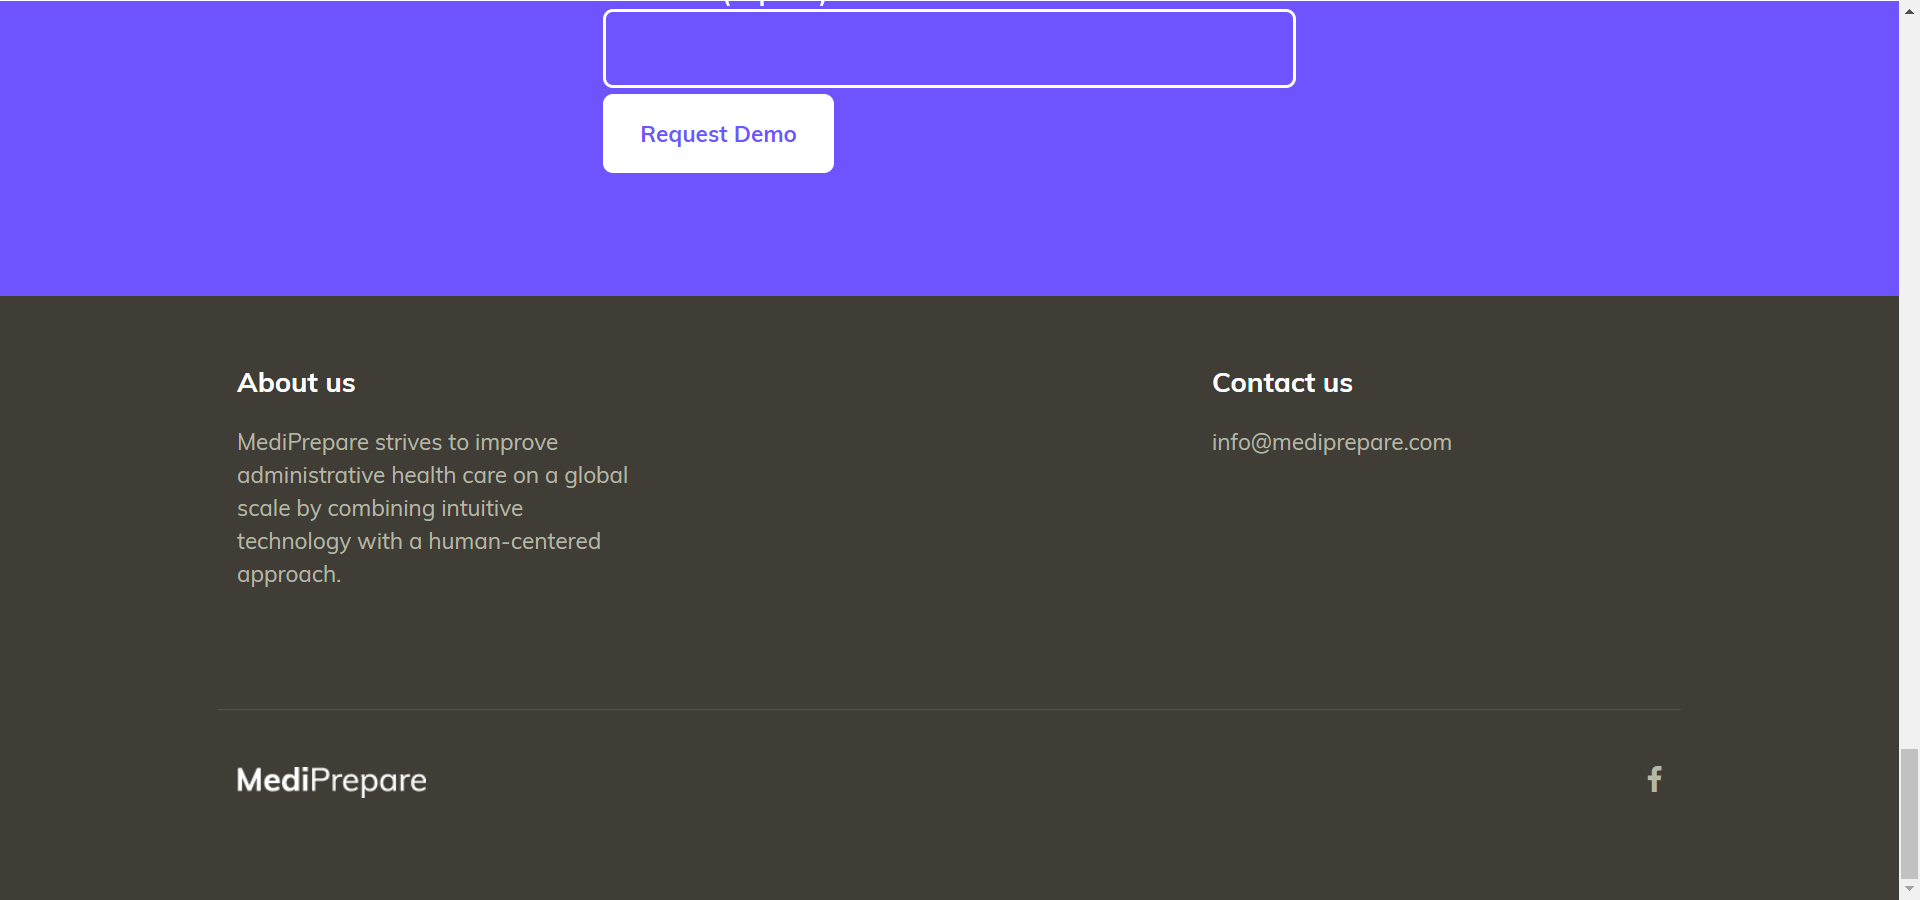 Request Demo
About us
MediPrepare strives to improve
administrative health care on a global
scale by combining intuitive
technology with a human-centered
approach.
Contact us
info@mediprepare.com
MediPrepare